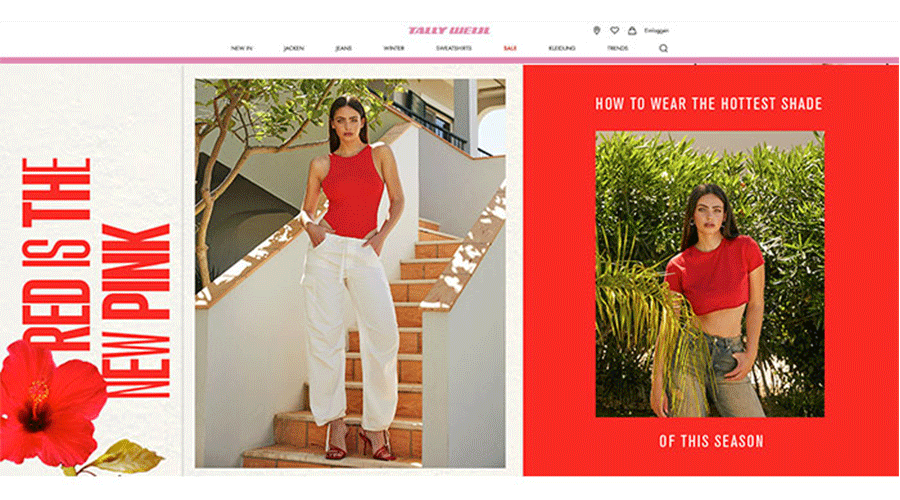 TALLY WEIJL
Einloggen
NEW IN
JACKEN
JEANS
WINTER
SWEATSHIRTS
SALE
KLEIDUNG
TRENDS
RED IS THE
NEW PINK
HOW TO WEAR THE HOTTEST SHADE
OF THIS SEASON